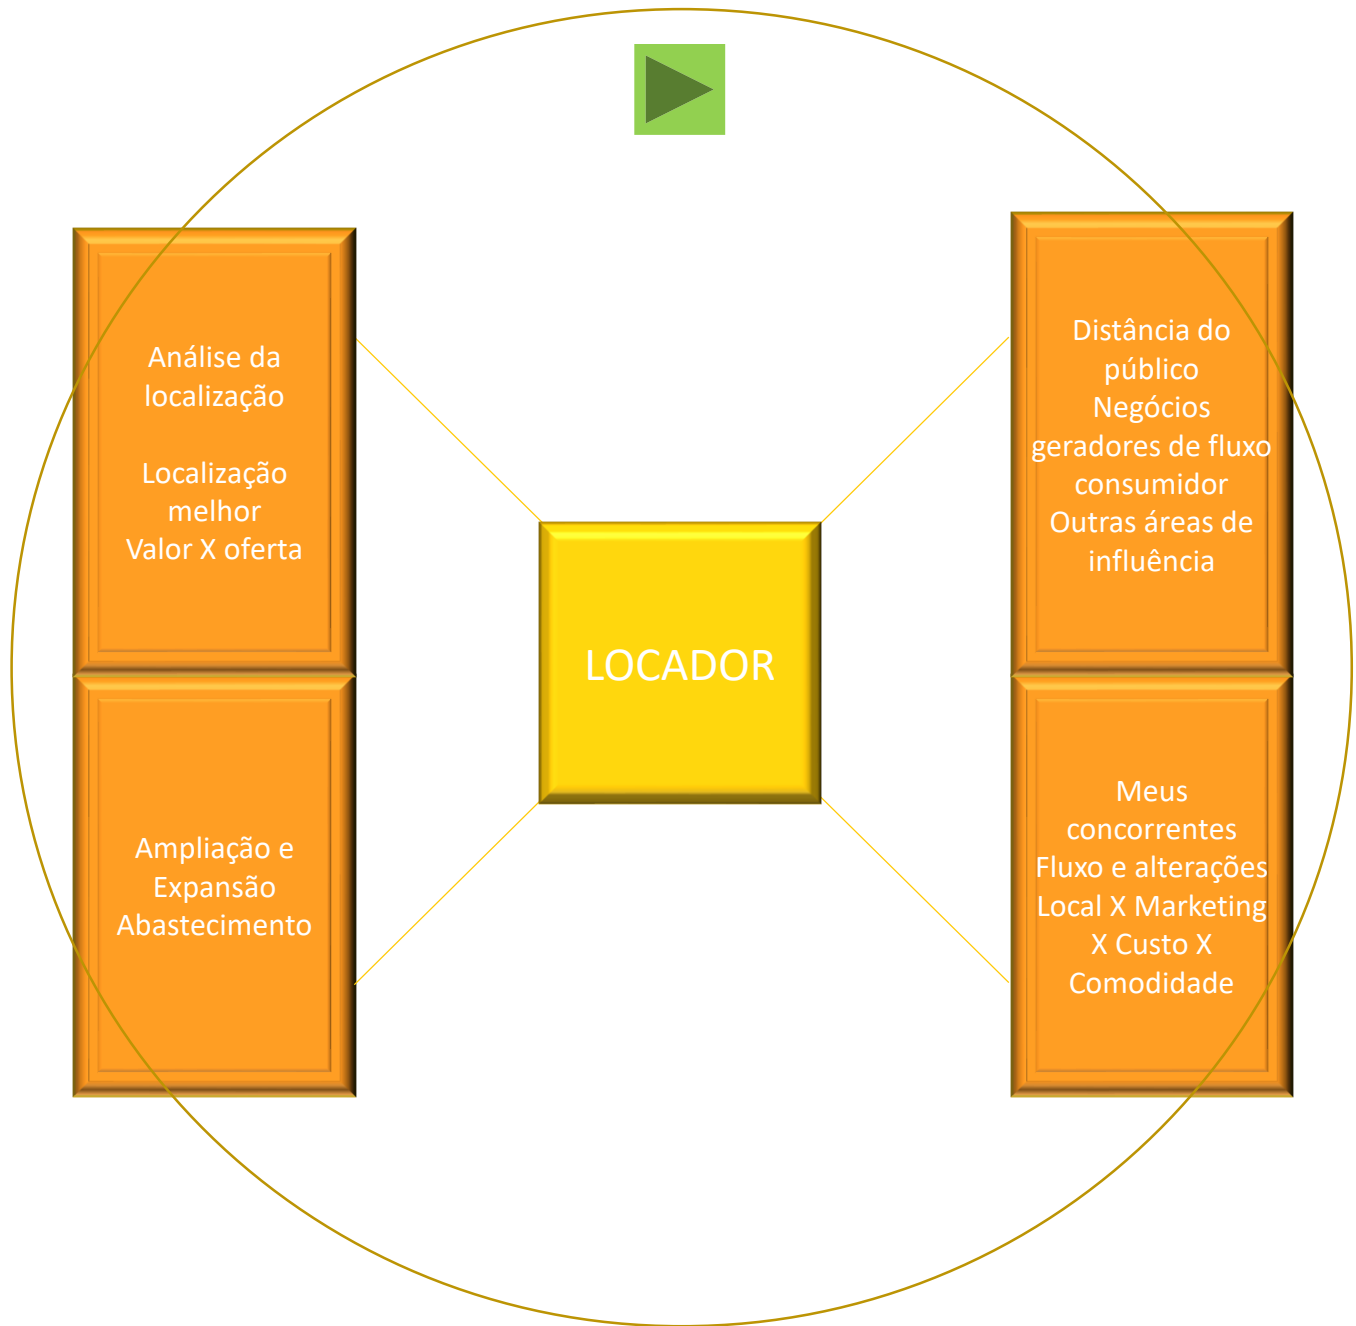 Análise da
localização
Localização
melhor
Valor X oferta
Ampliação e
Expansão
Abastecimento
LOCADOR
Distância do
público
Negócios
geradores de fluxo
consumidor
Outras áreas de
influência
Meus
concorrentes
Fluxo e alterações
Local X Marketing
X Custo X
Comodidade